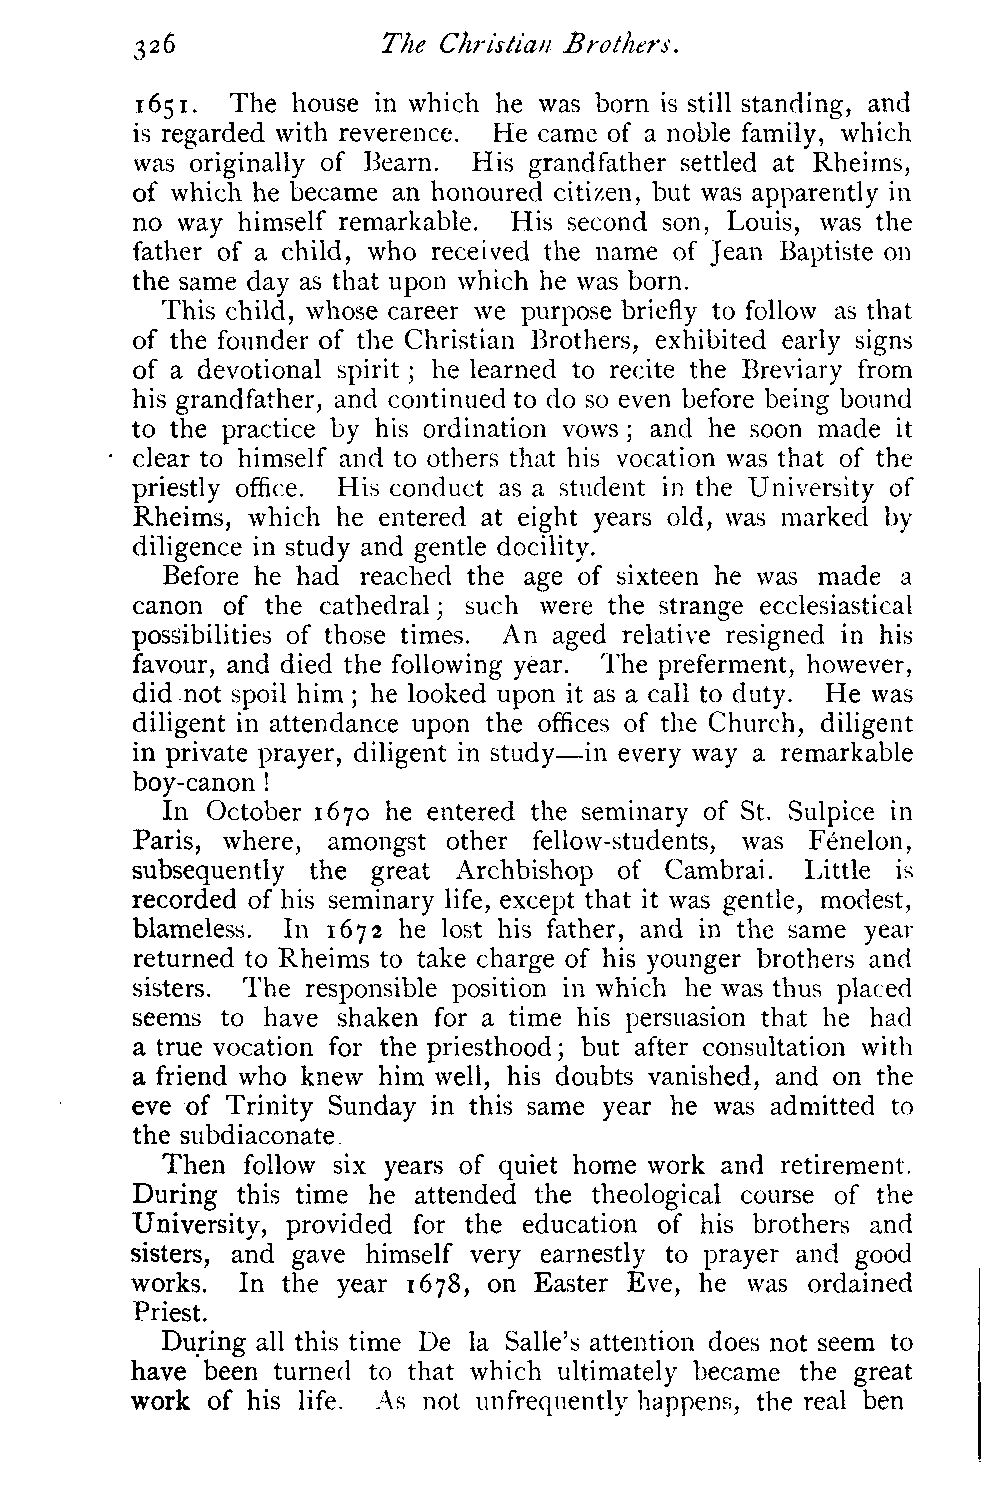 326 The Christian Brothers.
1651. The house in which he was born is still standing, and
is regarded with reverence. He came of a noble family, which
was originally of Bearn. His grandfather settled at Rheims,
of which he became an honoured citizen, but was apparently in
no way himself remarkable. His second son, Louis, was the
father of a child, who received the name of Jean Baptiste on
the same day as that upon which he was born.
This child, whose career we purpose briefly to follow as that
of the founder of the Christian Brothers, exhibited early signs
of a devotional spirit ; he learned to recite the Breviary from
his grandfather, and continued to do so even before being bound
to the practice by his ordination vows ; and he soon made it
clear to himself and to others that his vocation was that of the
priestly office. His conduct as a student in the University of
Rheims, which he entered at eight years old, was marked by
diligence in study and gentle docility.
Before he had reached the age of sixteen he was made a
canon of the cathedral ; such were the strange ecclesiastical
possibilities of those times. An aged relative resigned in his
favour, and died the following year. The preferment, however,
did not spoil him ; he looked upon it as a call to duty. He was
diligent in attendance upon the offices of the Church, diligent
in private prayer, diligent in study—in every way a remarkable
boy-canon !
In October 1670 he entered the seminary of St. Sulpice in
Paris, where, amongst other fellow-students, was Fénelon,
subsequently the great Archbishop of Cambrai. Little is
recorded of his seminary life, except that it was gentle, modest,
blameless. In 1672 he lost his father, and in the same year
returned to Rheims to take charge of his younger brothers and
sisters. The responsible position in which he was thus placed
seems to have shaken for a time his persuasion that he had
a true vocation for the priesthood ; but after consultation with
a friend who knew him well, his doubts vanished, and on the
eve of Trinity Sunday in this same year he was admitted to
the subdiaconate.
Then follow six years of quiet home work and retirement.
During this time he attended the theological course of the
University, provided for the education of his brothers and
sisters, and gave himself very earnestly to prayer and good
works. In the year 1678, on Easter Eve, he was ordained
Priest.
During all this time De la Salle's attention does not seem to
have been turned to that which ultimately became the great
work of his life. As not unfrequently happens, the real ben